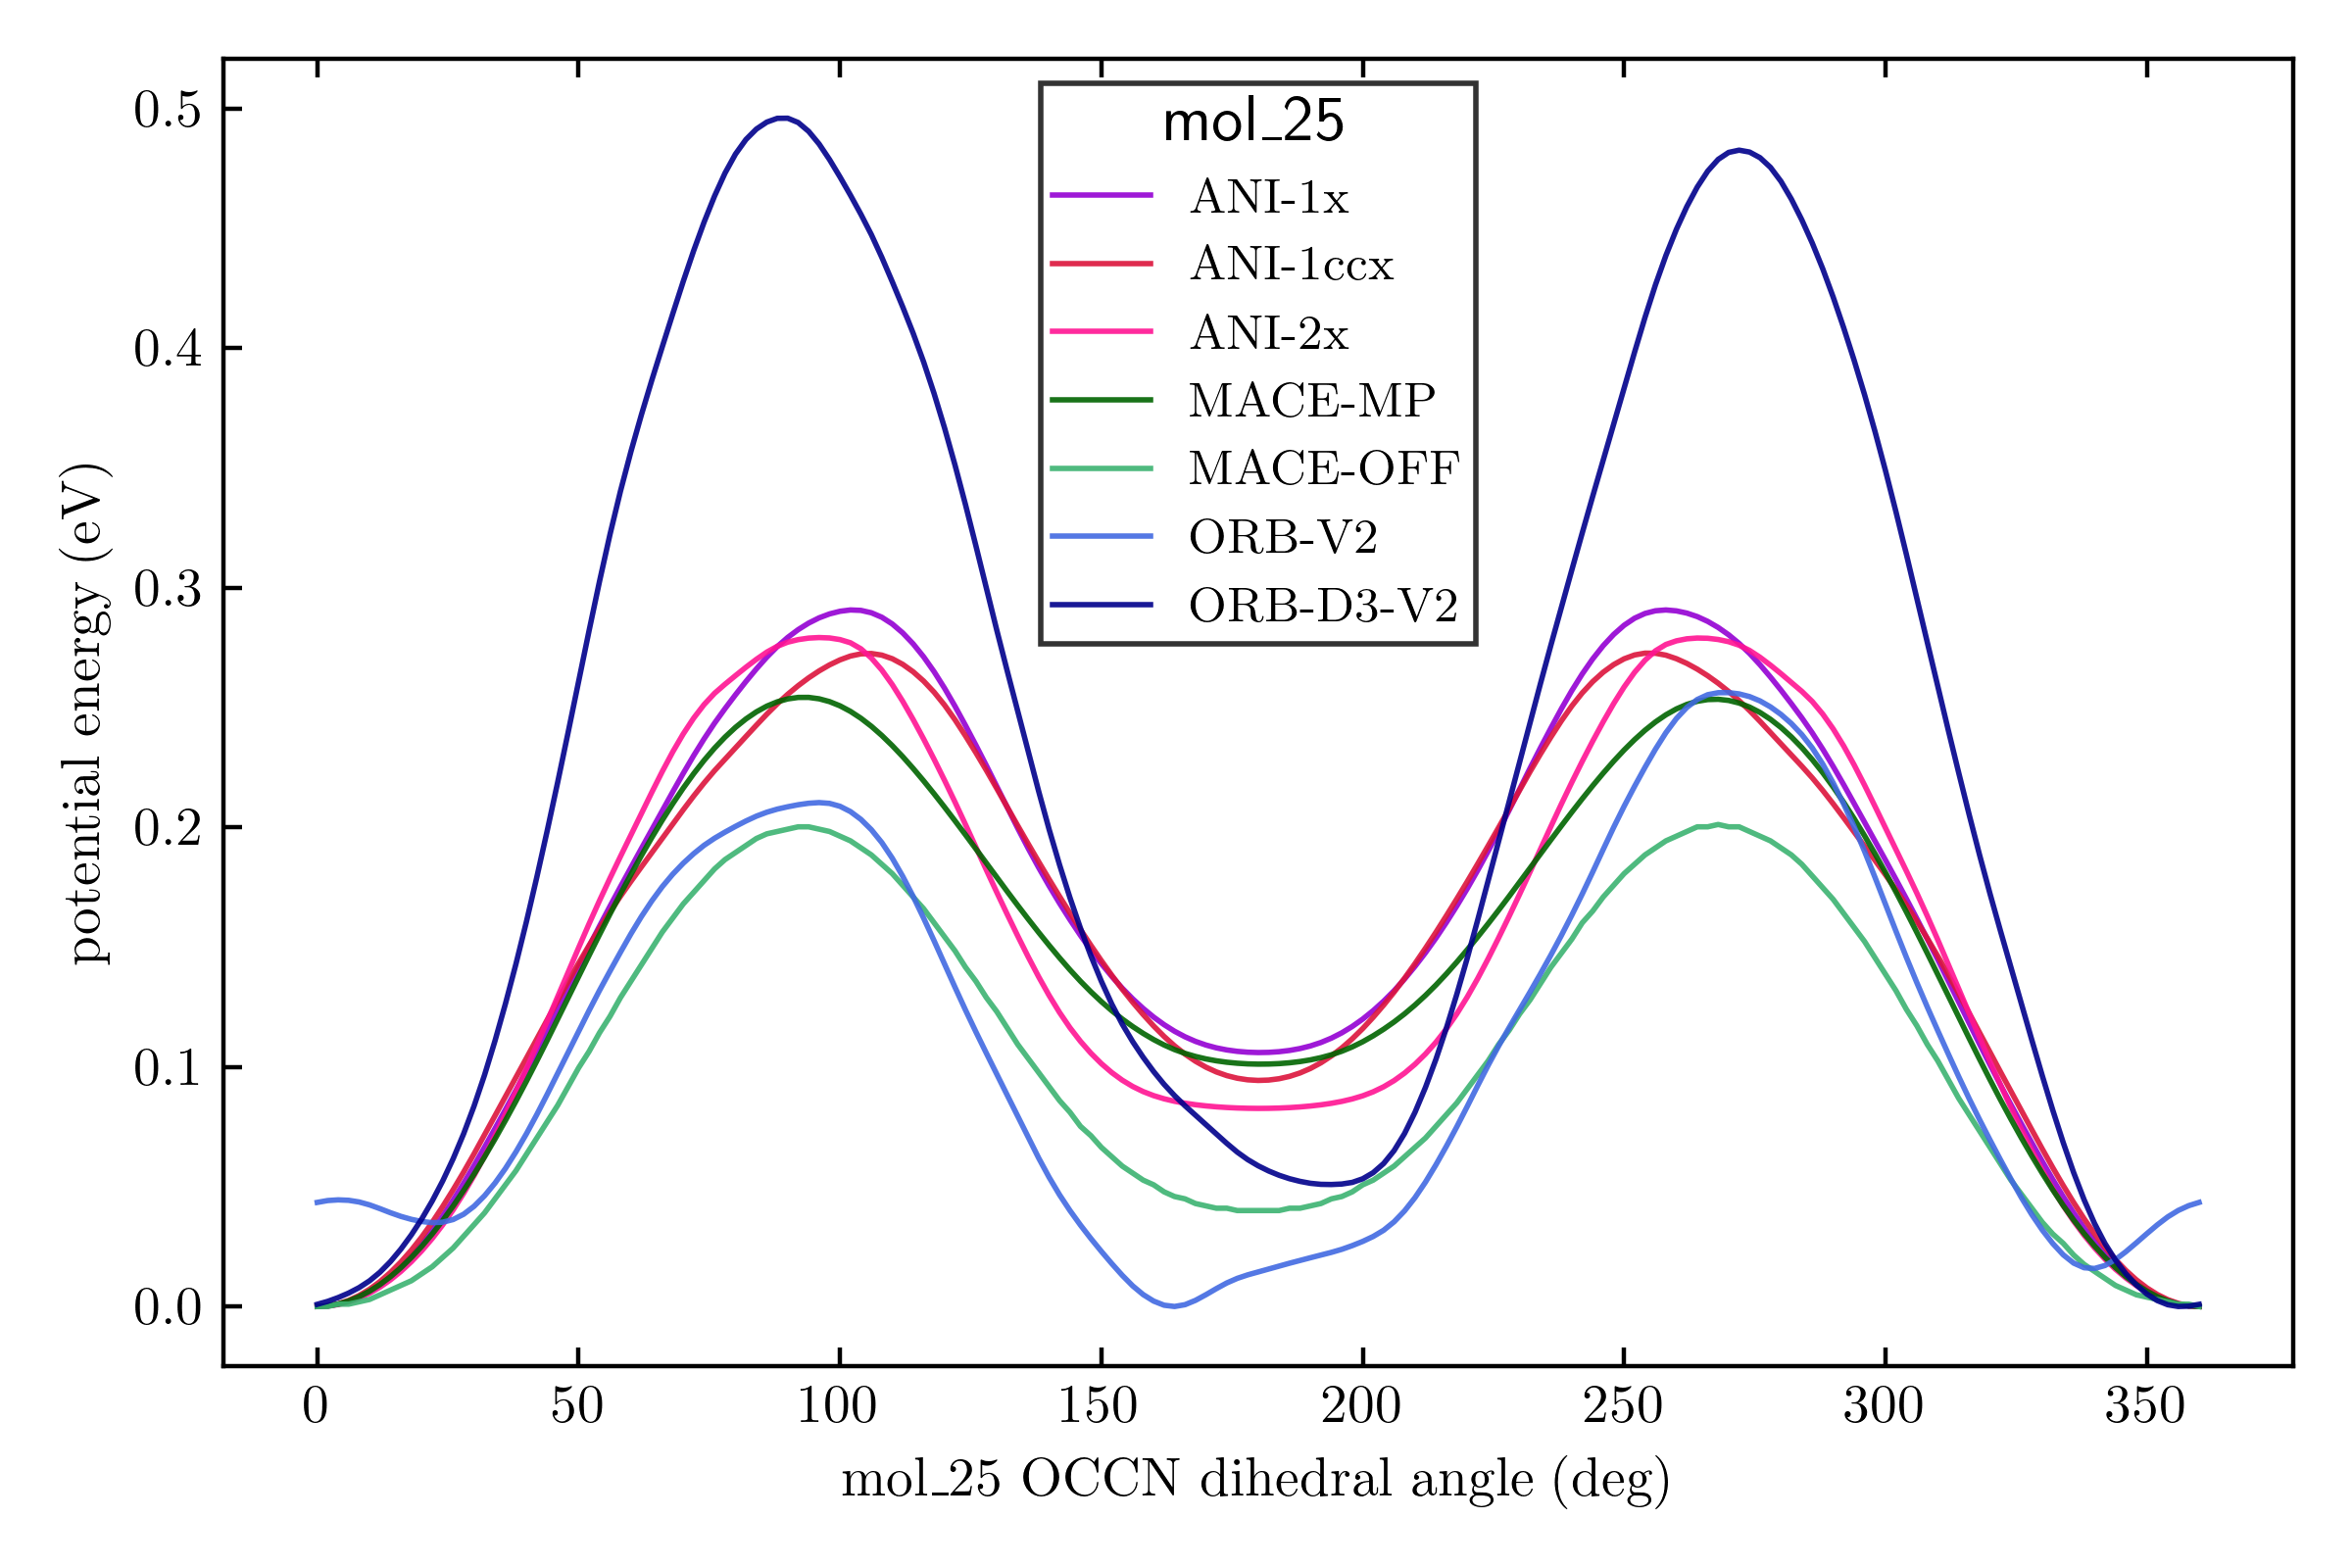 0.5
0.4
0.3
0.2
0.1
0.0
potential energy (eV)
mol_25
ANI-1x
ANI-1ccx
ANI-2x
MACE-MP
MACE-OFF
ORB-V2
ORB-D3-V2
0 50 100 150 200 250 300 350
mol_25 OCCN dihedral angle (deg)